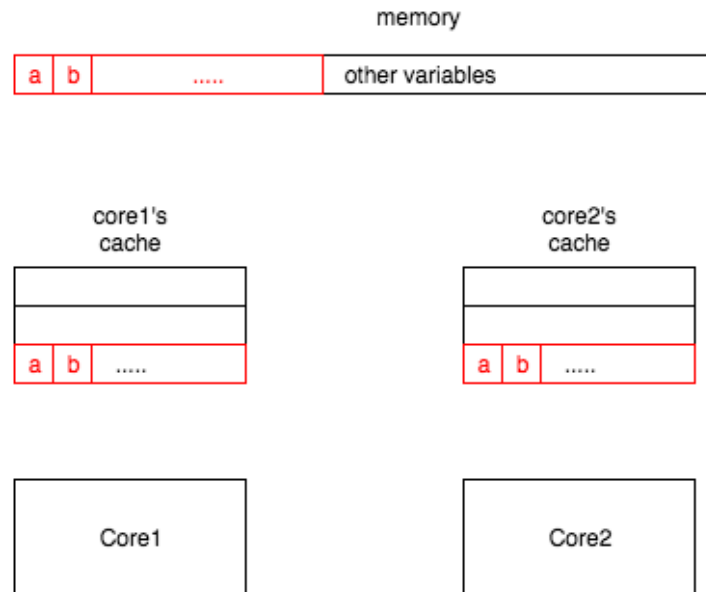 memory
a b ..... other variables
core1's
cache
core2's
cache
a b .....
a b .....
Core1
Core2